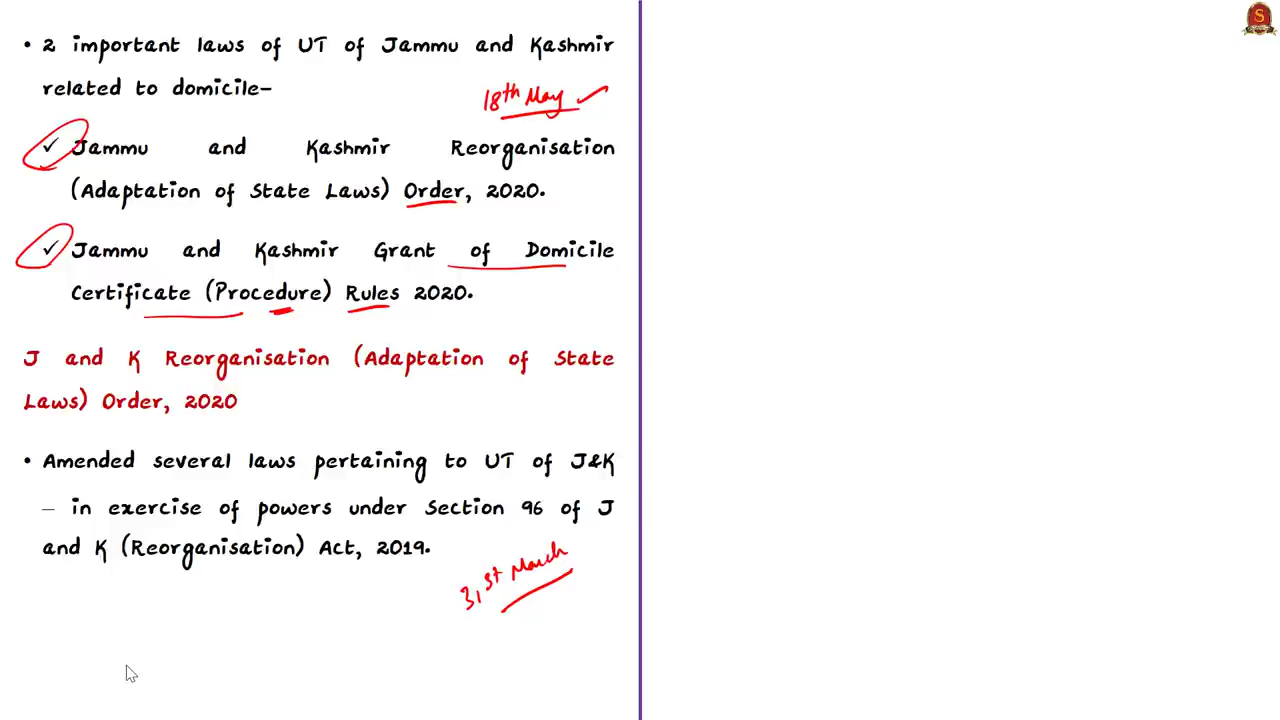 • 2 important laws of UT of Jammu and Kashmir
related to domicile-
18th May ✓
✓ Jammu and Kashmir Reorganisation
(Adaptation of State Laws) Order, 2020.
✓ Jammu and Kashmir Grant of Domicile
Certificate (Procedure) Rules 2020.
J and K Reorganisation (Adaptation of State
Laws) Order, 2020
• Amended several laws pertaining to UT of J&K
– in exercise of powers under Section 96 of J
and K (Reorganisation) Act, 2019.
31st March
S